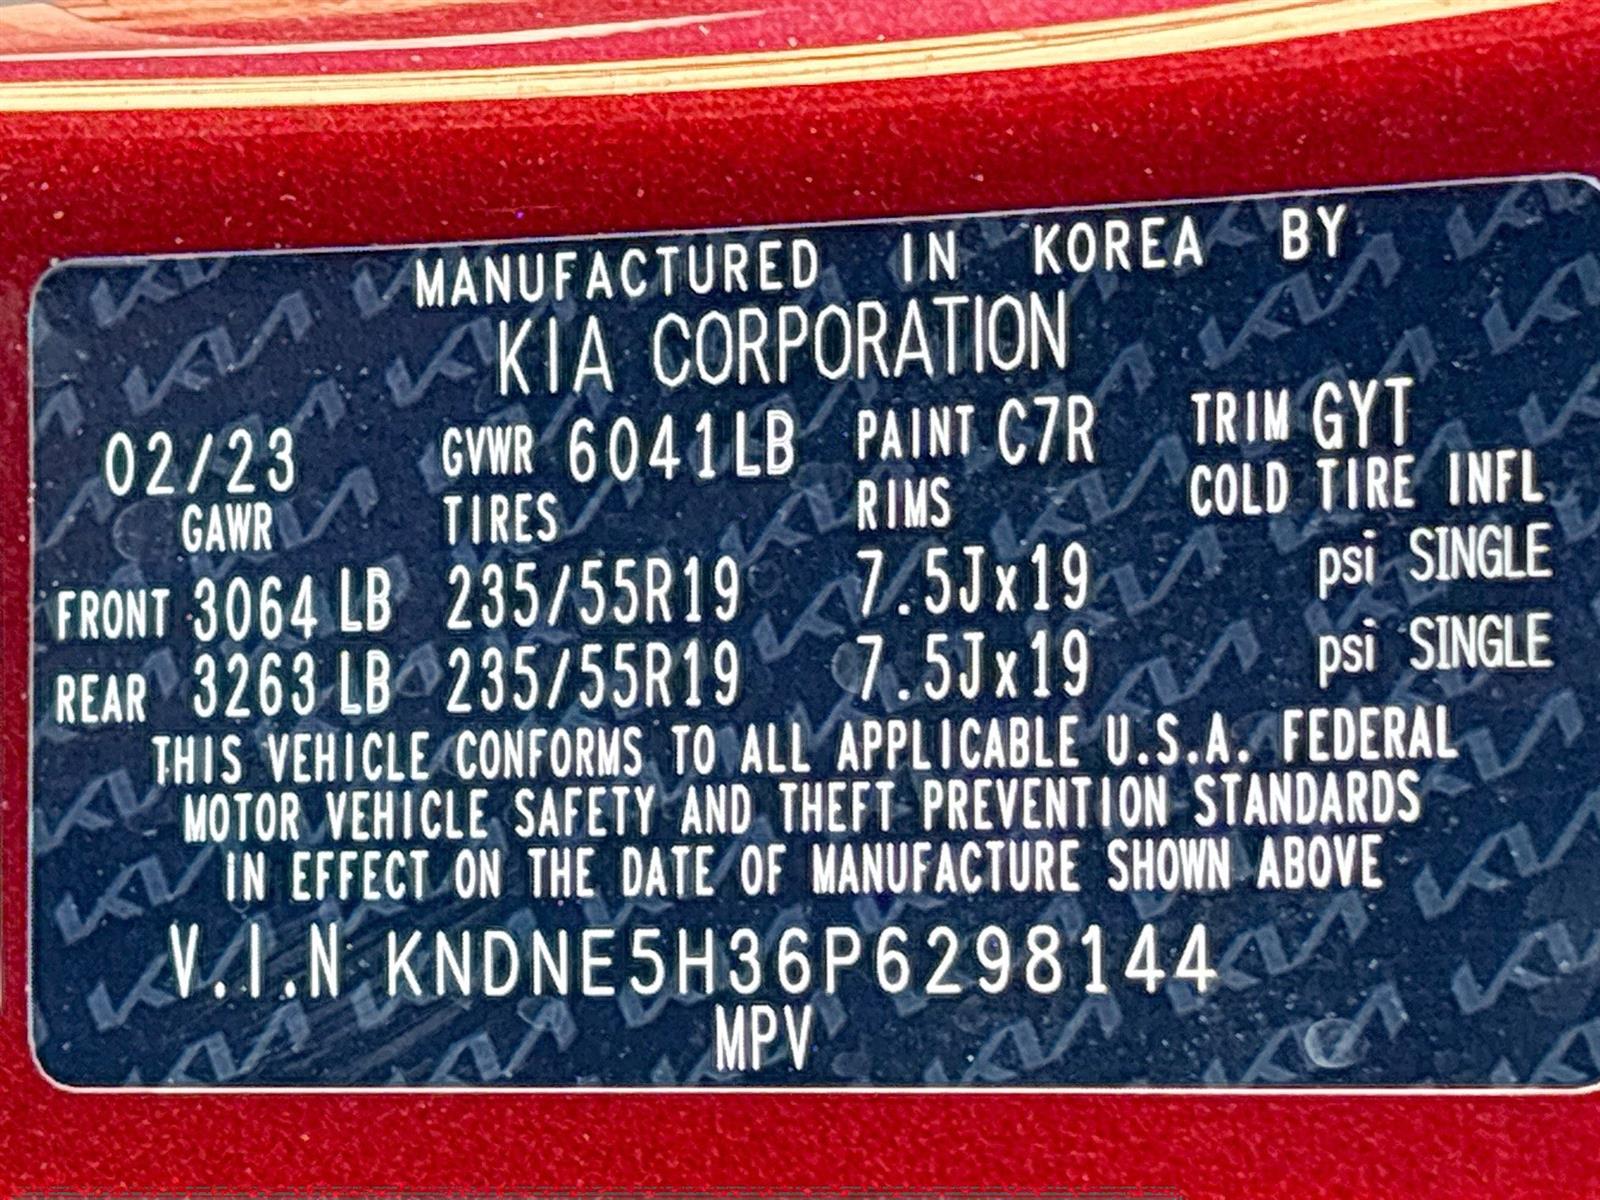 MANUFACTURED IN KOREA BY
KIA CORPORATION
02/23 GVWR 6041LB PAINT C7R TRIM GYT
GAWR TIRES RIMS COLD TIRE INFL
FRONT 3064 LB 235/55R19 7.5Jx19 psi SINGLE
REAR 3263 LB 235/55R19 7.5Jx19 psi SINGLE
THIS VEHICLE CONFORMS TO ALL APPLICABLE U.S.A. FEDERAL
MOTOR VEHICLE SAFETY AND THEFT PREVENTION STANDARDS
IN EFFECT ON THE DATE OF MANUFACTURE SHOWN ABOVE
V.I.N KNDNE5H36P6298144
MPV